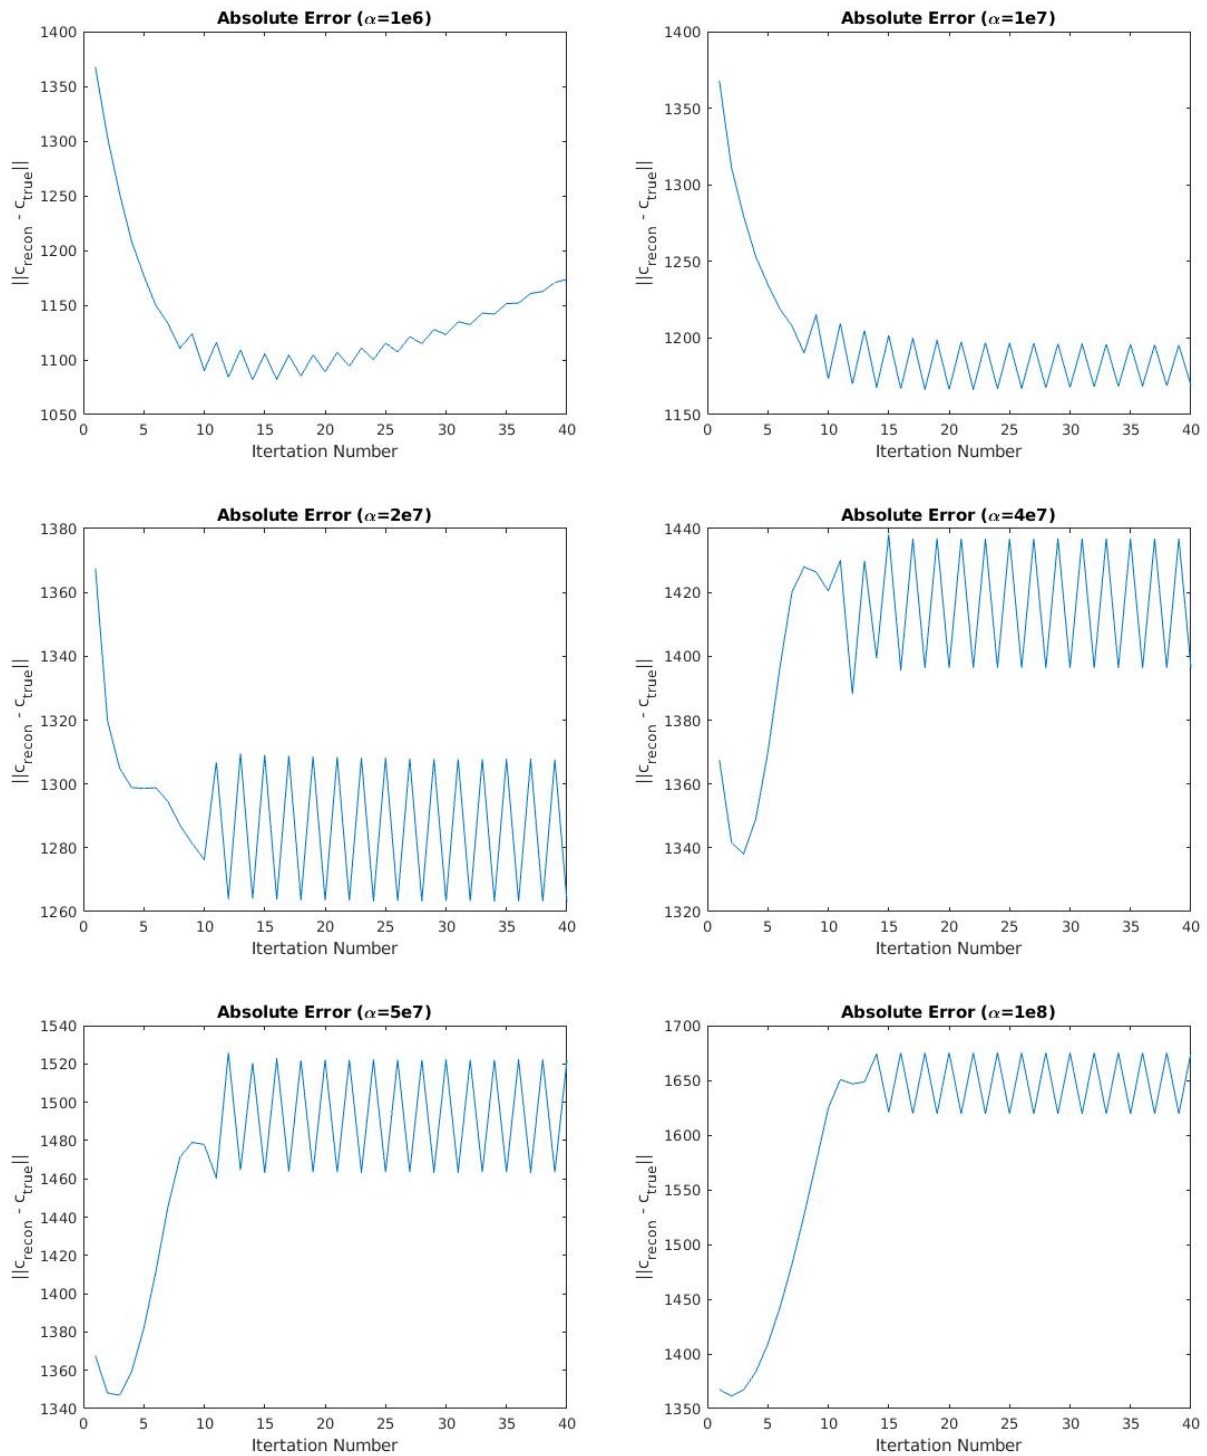 Absolute Error (α=1e6)
1400
1350
1300
1250
1200
1150
1100
1050
0 5 10 15 20 25 30 35 40
Itertation Number
||c_recon - c_true||
Absolute Error (α=1e7)
1400
1350
1300
1250
1200
1150
0 5 10 15 20 25 30 35 40
Itertation Number
||c_recon - c_true||
Absolute Error (α=2e7)
1380
1360
1340
1320
1300
1280
1260
0 5 10 15 20 25 30 35 40
Itertation Number
||c_recon - c_true||
Absolute Error (α=4e7)
1440
1420
1400
1380
1360
1340
1320
0 5 10 15 20 25 30 35 40
Itertation Number
||c_recon - c_true||
Absolute Error (α=5e7)
1540
1520
1500
1480
1460
1440
1420
1400
1380
1360
1340
0 5 10 15 20 25 30 35 40
Itertation Number
||c_recon - c_true||
Absolute Error (α=1e8)
1700
1650
1600
1550
1500
1450
1400
1350
0 5 10 15 20 25 30 35 40
Itertation Number
||c_recon - c_true||